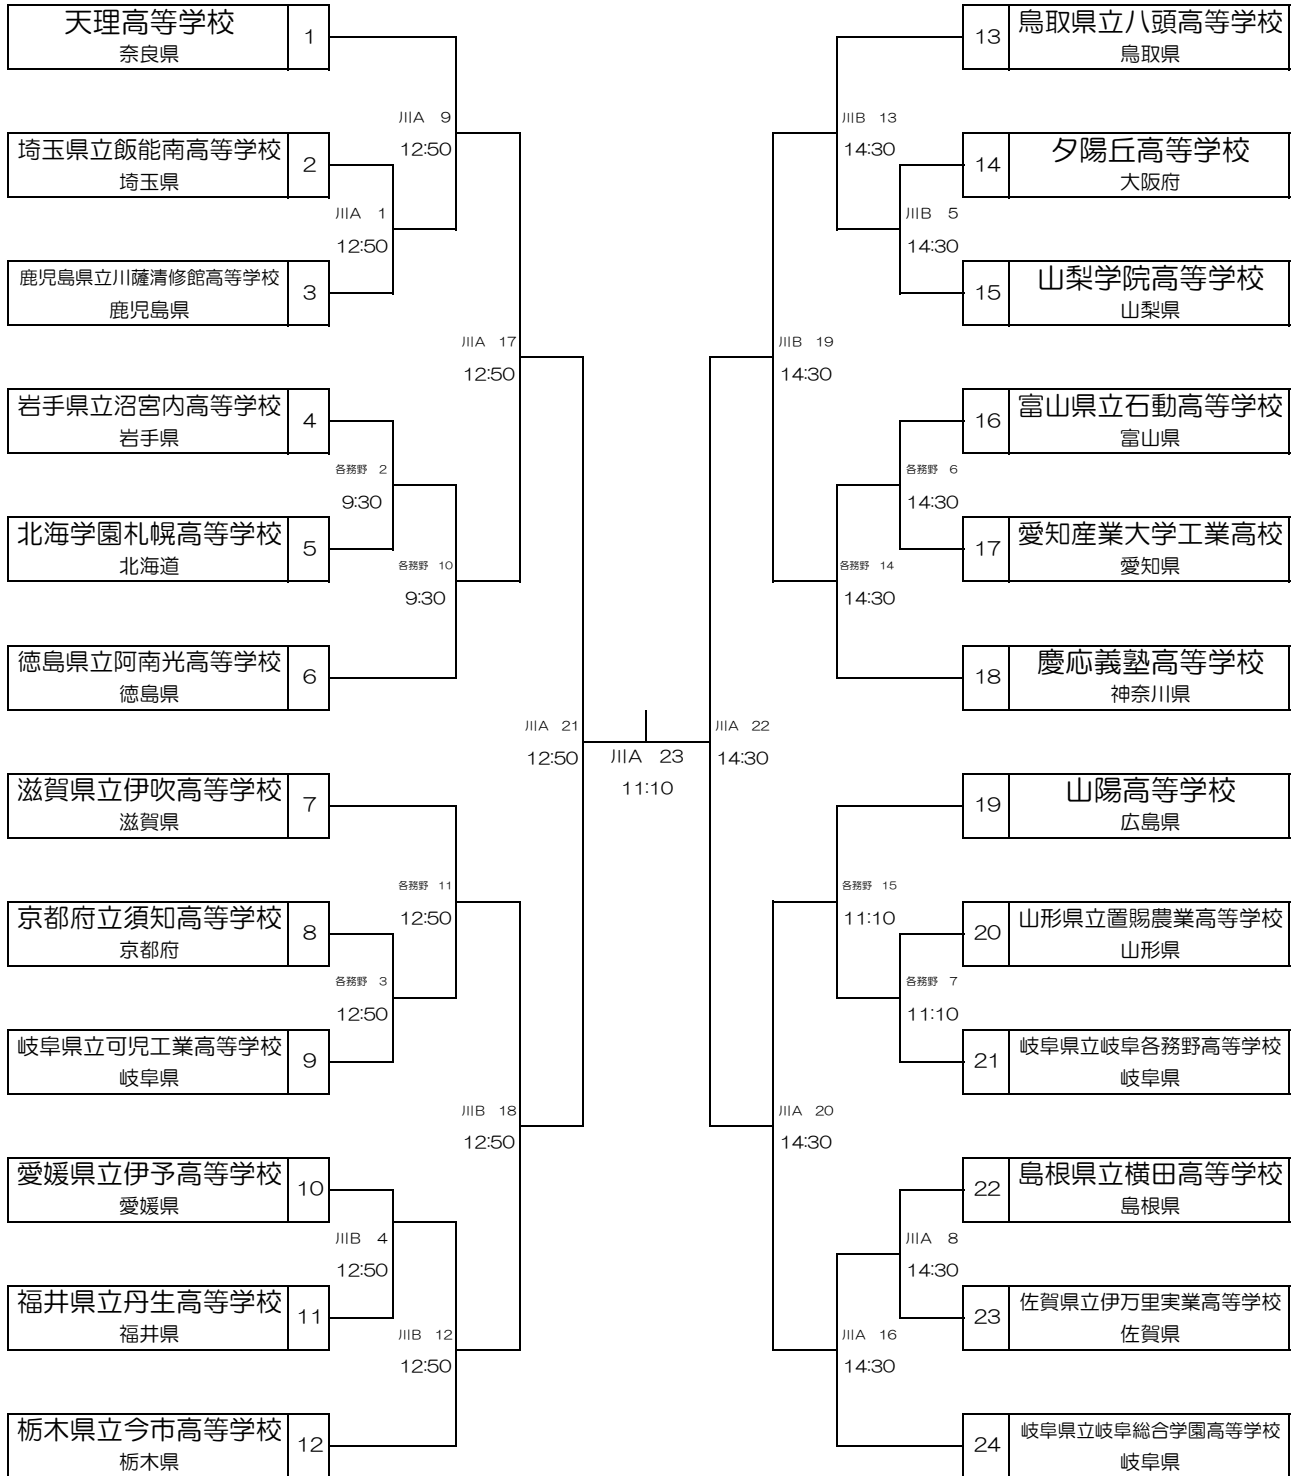 天理高等学校 1
奈良県
埼玉県立飯能南高等学校 2
埼玉県
鹿児島県立川薩清修館高等学校 3
鹿児島県
岩手県立沼宮内高等学校 4
岩手県
北海学園札幌高等学校 5
北海道
徳島県立阿南光高等学校 6
徳島県
滋賀県立伊吹高等学校 7
滋賀県
京都府立須知高等学校 8
京都府
岐阜県立可児工業高等学校 9
岐阜県
愛媛県立伊予高等学校 10
愛媛県
福井県立丹生高等学校 11
福井県
栃木県立今市高等学校 12
栃木県
川A 1
12:50
各務野 2
9:30
各務野 3
12:50
川B 4
12:50
川A 9
12:50
各務野 10
9:30
各務野 11
12:50
川B 12
12:50
川A 17
12:50
川B 18
12:50
川A 21
12:50
川A 23
11:10
川A 22
14:30
川B 19
14:30
川A 20
14:30
川B 13
14:30
各務野 14
14:30
各務野 15
11:10
川A 16
14:30
川B 5
14:30
各務野 6
14:30
各務野 7
11:10
川A 8
14:30
13 鳥取県立八頭高等学校
鳥取県
14 夕陽丘高等学校
大阪府
15 山梨学院高等学校
山梨県
16 富山県立石動高等学校
富山県
17 愛知産業大学工業高校
愛知県
18 慶応義塾高等学校
神奈川県
19 山陽高等学校
広島県
20 山形県立置賜農業高等学校
山形県
21 岐阜県立岐阜各務野高等学校
岐阜県
22 島根県立横田高等学校
島根県
23 佐賀県立伊万里実業高等学校
佐賀県
24 岐阜県立岐阜総合学園高等学校
岐阜県